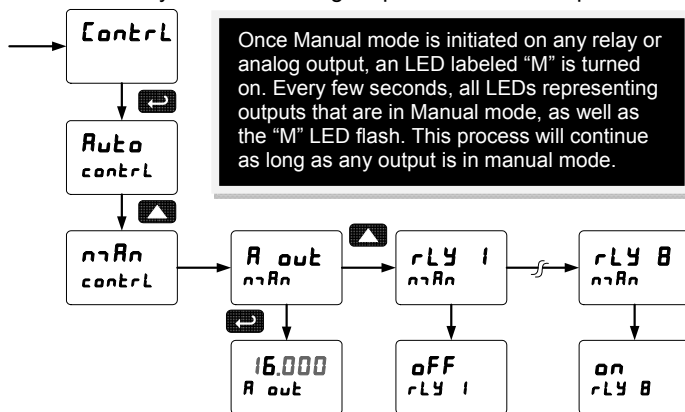 ContrL
Once Manual mode is initiated on any relay or
analog output, an LED labeled “M” is turned
on. Every few seconds, all LEDs representing
outputs that are in Manual mode, as well as
the “M” LED flash. This process will continue
as long as any output is in manual mode.
Auto
contrL
mAn
contrL
A out
mAn
rLY 1
mAn
rLY 8
mAn
16.000
A out
oFF
rLY 1
on
rLY 8